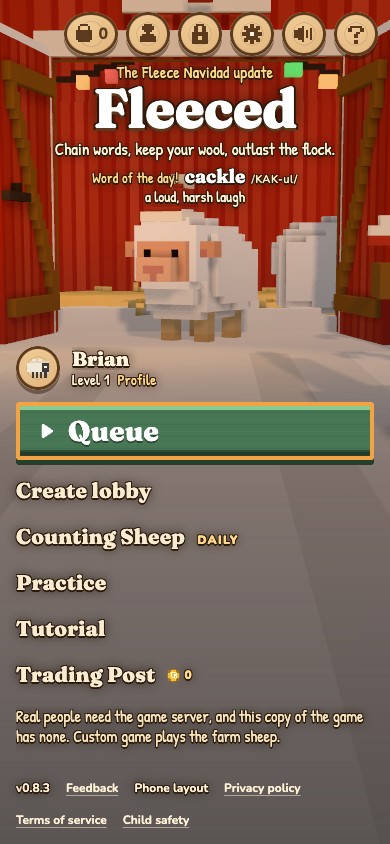 0
The Fleece Navidad update
Fleeced
Chain words, keep your wool, outlast the flock.
Word of the day! cackle /KAK-ul/
a loud, harsh laugh
Brian
Level 1 Profile
Queue
Create lobby
Counting Sheep DAILY
Practice
Tutorial
Trading Post 0
Real people need the game server, and this copy of the game
has none. Custom game plays the farm sheep.
v0.8.3 Feedback Phone layout Privacy policy
Terms of service Child safety